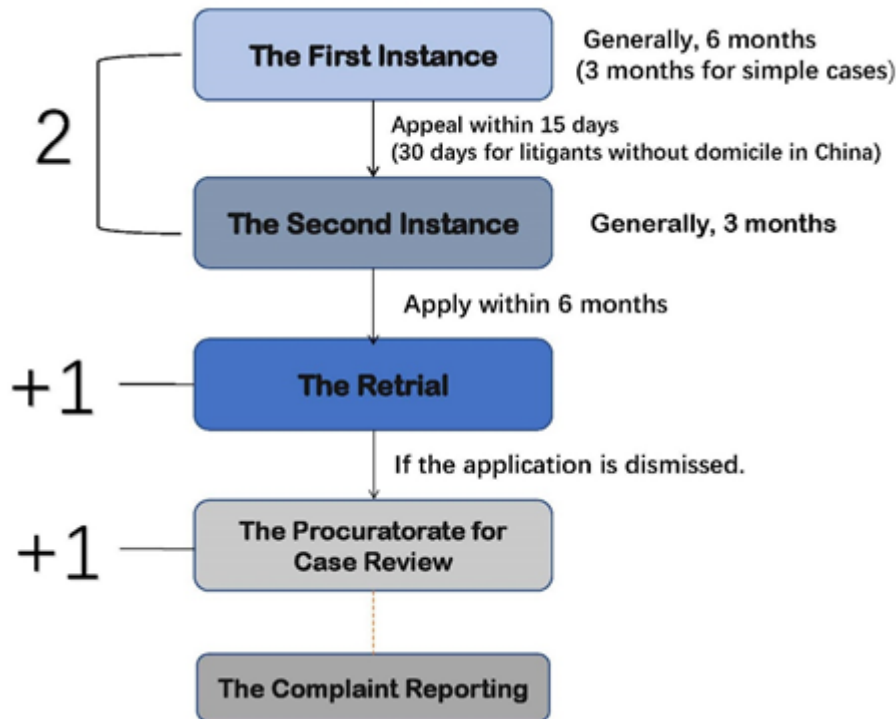 The First Instance
Generally, 6 months
(3 months for simple cases)
2
Appeal within 15 days
(30 days for litigants without domicile in China)
The Second Instance
Generally, 3 months
Apply within 6 months
+1
The Retrial
If the application is dismissed.
+1
The Procuratorate for
Case Review
The Complaint Reporting